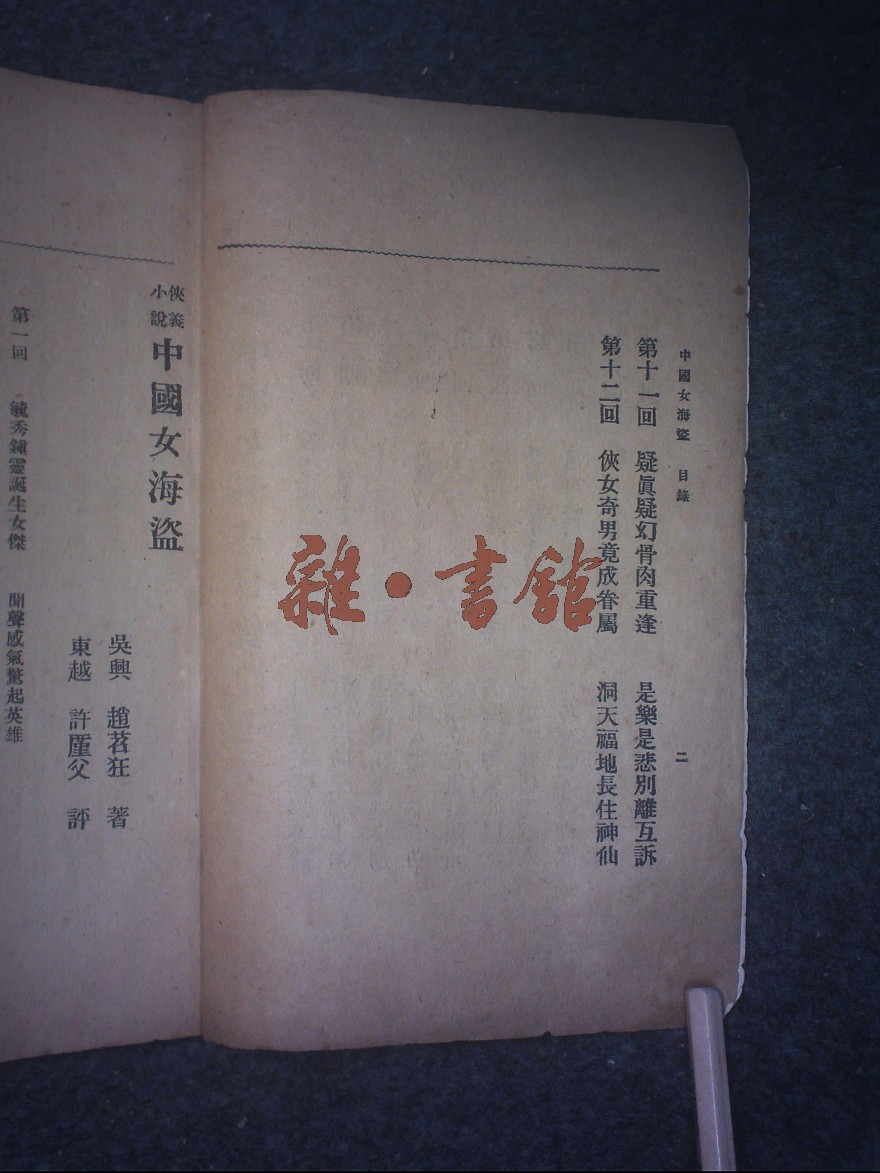 中國女海盜 目錄 二
第十一回 疑眞疑幻骨肉重逢 是樂是悲別離互訴
第十二回 俠女奇男竟成眷屬 洞天福地長住神仙
雜·書館
俠義
小說
中國女海盜
吳興 趙苕狂 著
東越 許廑父 評
第一回 毓秀鍾靈誕生女傑 聞聲感氣驚起英雄